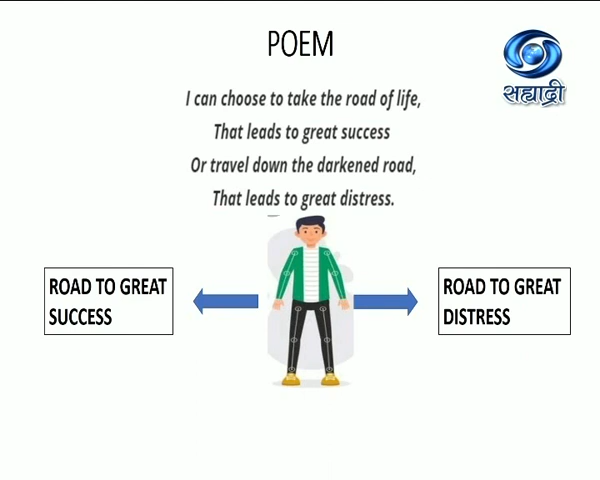 POEM
सह्याद्री
I can choose to take the road of life,
That leads to great success
Or travel down the darkened road,
That leads to great distress.
ROAD TO GREAT
SUCCESS
ROAD TO GREAT
DISTRESS